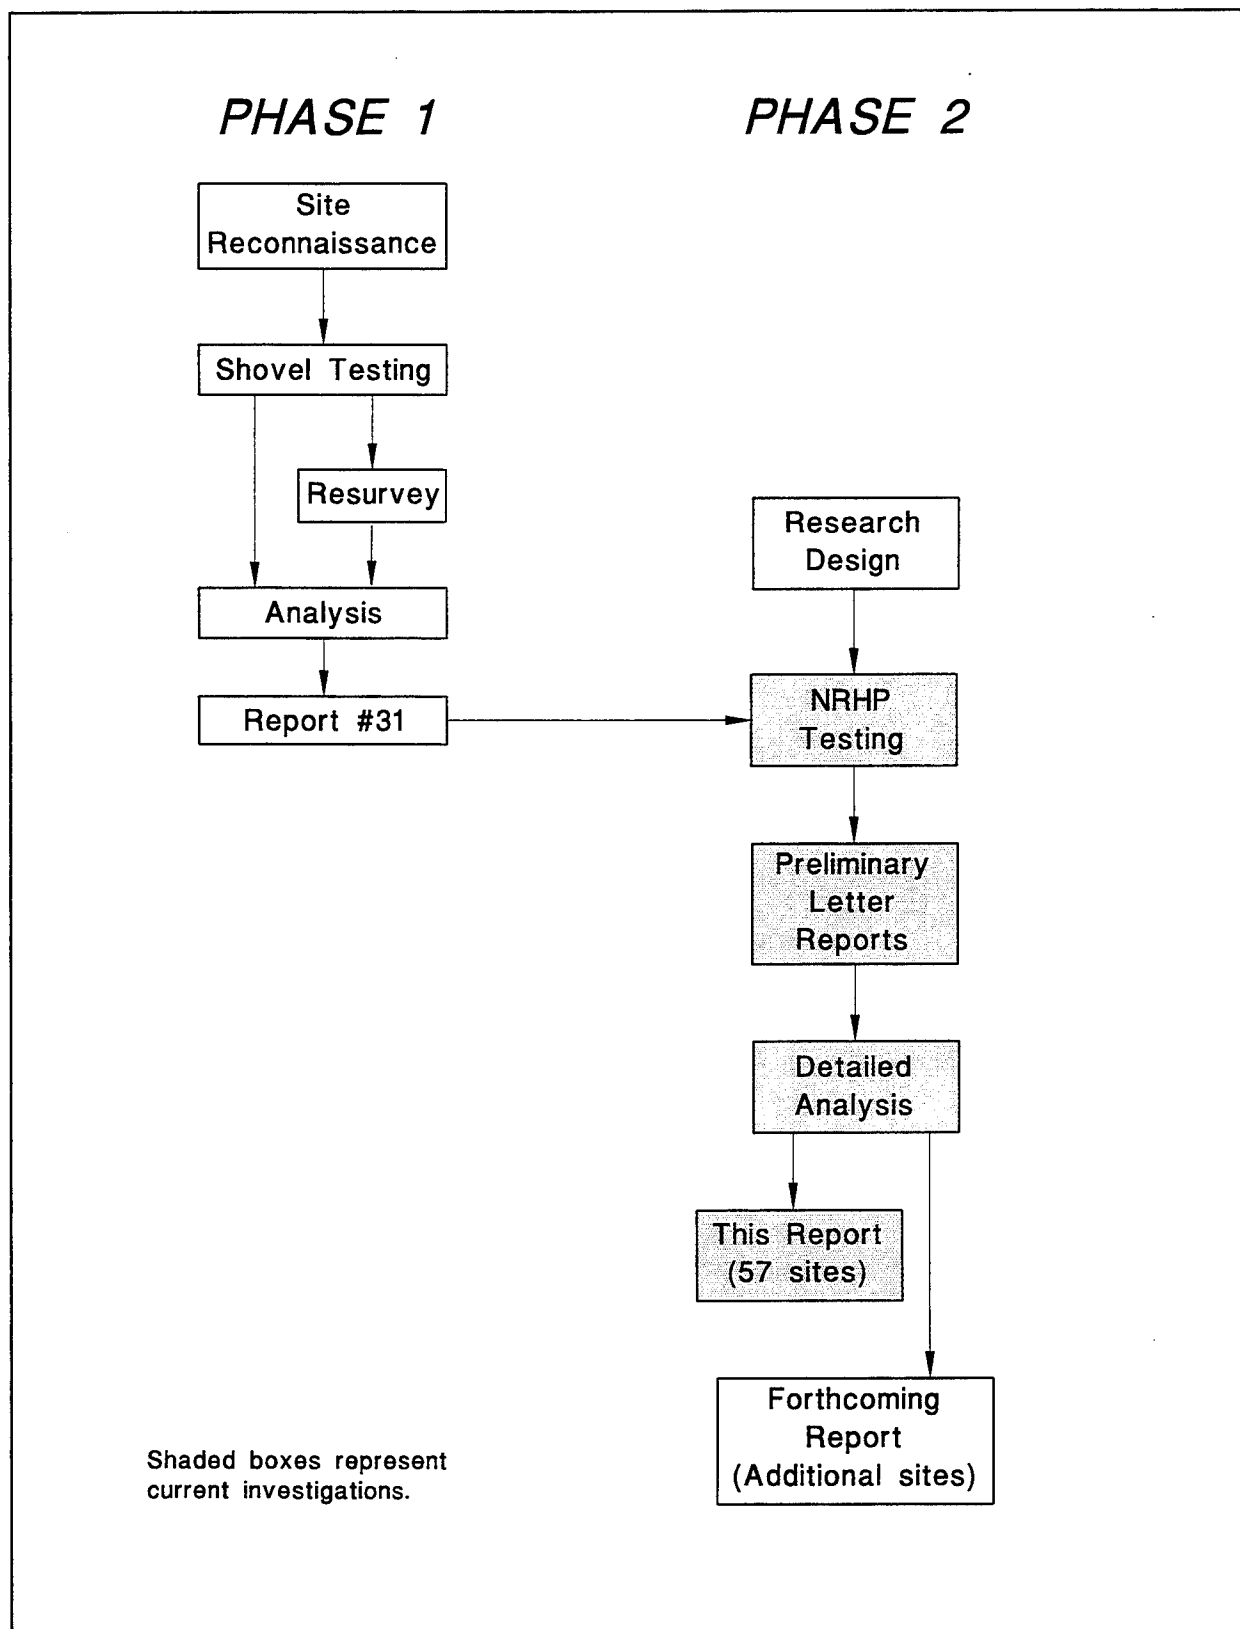 PHASE 1
PHASE 2
Site
Reconnaissance
Shovel Testing
Resurvey
Analysis
Report #31
Research
Design
NRHP
Testing
Preliminary
Letter
Reports
Detailed
Analysis
This Report
(57 sites)
Forthcoming
Report
(Additional sites)
Shaded boxes represent
current investigations.